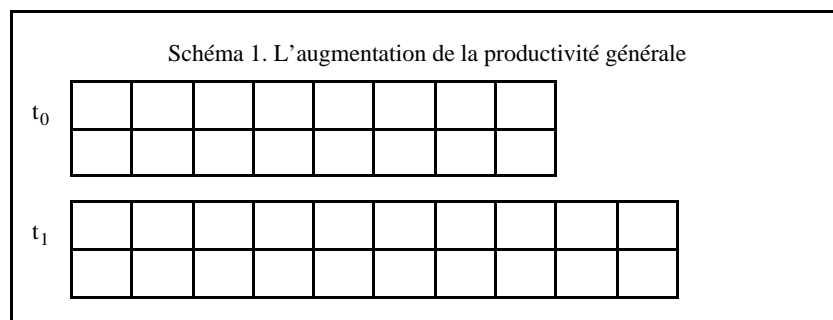 Schéma 1. L’augmentation de la productivité générale
t0
t1